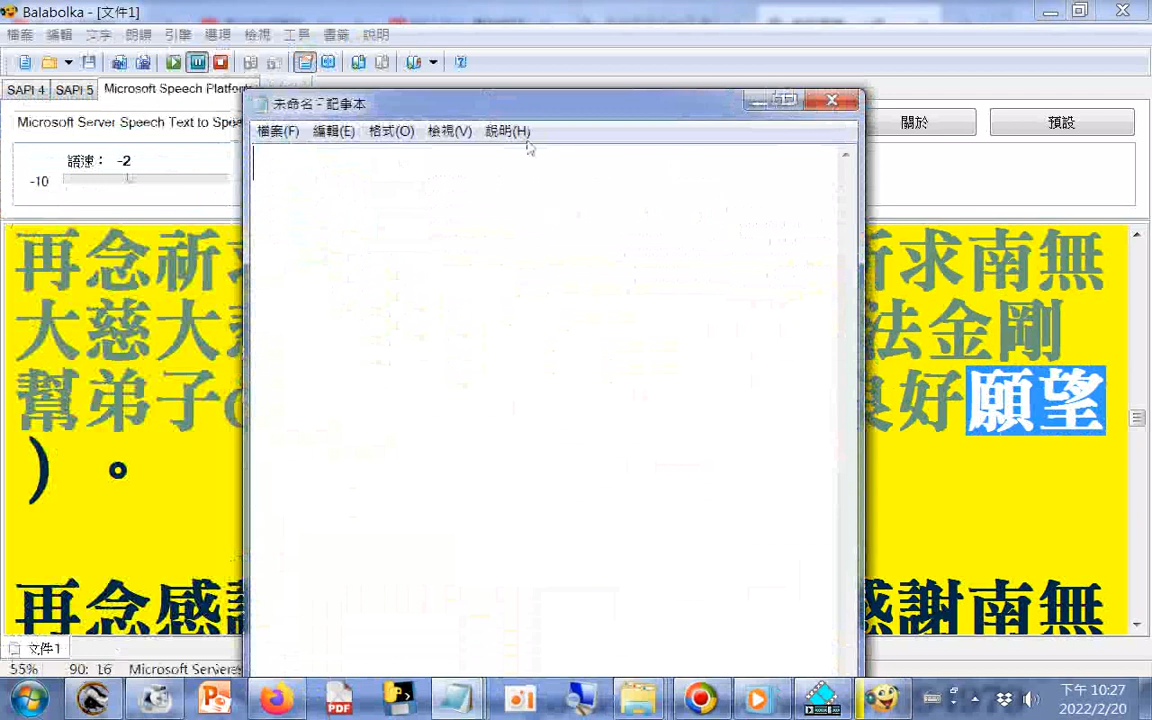 Balabolka - [文件1]
檔案 編輯 文字 朗讀 引擎 選項 檢視 工具 書籤 說明
SAPI 4 SAPI 5 Microsoft Speech Platform
未命名 - 記事本
Microsoft Server Speech Text to Spee
關於 預設
檔案(F) 編輯(E) 格式(O) 檢視(V) 說明(H)
語速： -2
-10
再念祈 祈求南無
大慈大 法金剛
幫弟子 良好願望
)。
再念感 感謝南無
文件1
55% 90: 16 Microsoft Server
下午 10:27
2022/2/20